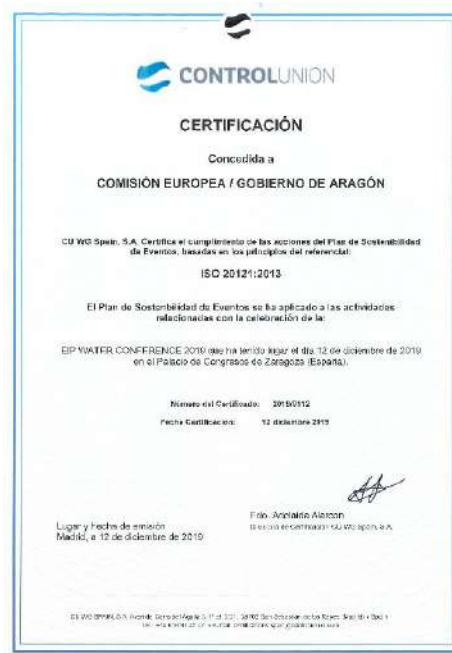 CONTROLUNION
CERTIFICACIÓN
Concedida a
COMISIÓN EUROPEA / GOBIERNO DE ARAGÓN
CU WG Spain, S.A. Certifica el cumplimiento de las acciones del Plan de Sostenibilidad
de Eventos, basadas en los principios del referencial:
ISO 20121:2013
El Plan de Sostenibilidad de Eventos se ha aplicado a las actividades
relacionadas con la celebración de la:
EIP WATER CONFERENCE 2019 que ha tenido lugar el día 12 de diciembre de 2019
en el Palacio de Congresos de Zaragoza (España).
Número del Certificado: 2019/0112
Fecha Certificación: 12 diciembre 2019
Fdo. Adelaida Alarcon
Lugar y Fecha de emisión
Madrid, a 12 de diciembre de 2019